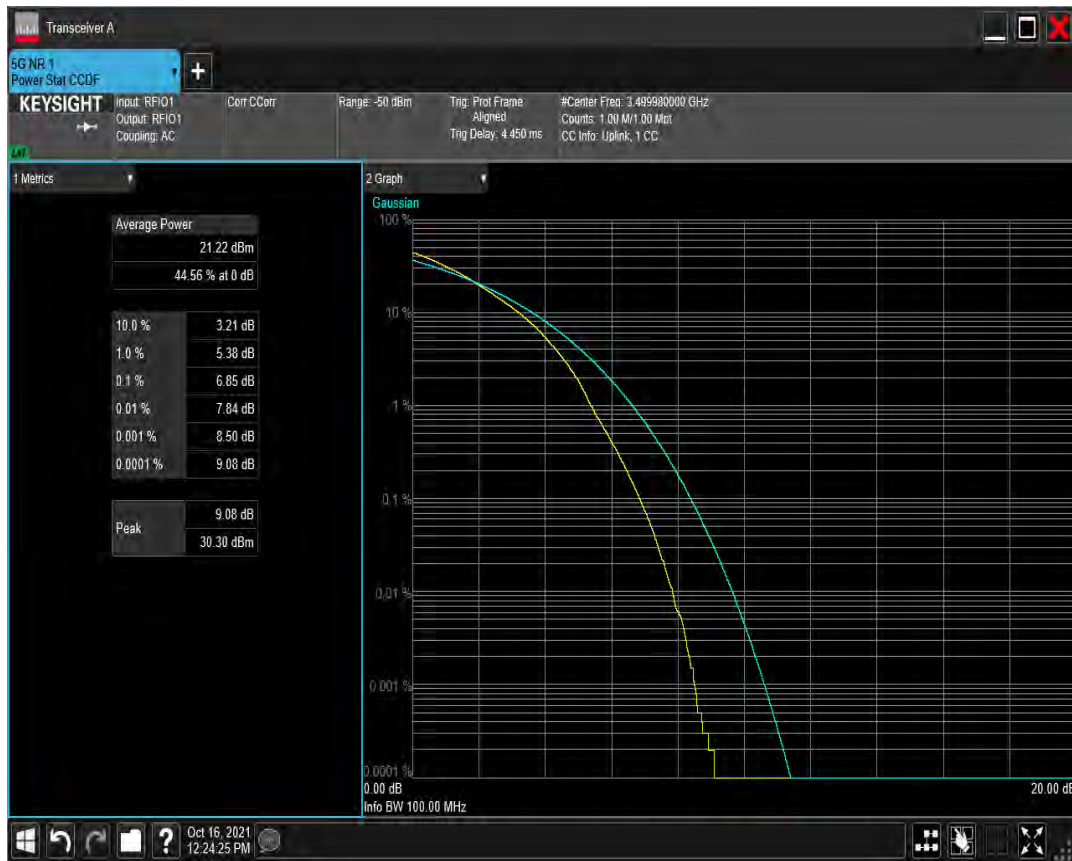 Transceiver A
5G NR 1
Power Stat CCDF
+
KEYSIGHT
Input: RFIO1
Output: RFIO1
Coupling: AC
Corr CCorr
Range: -50 dBm
Trig: Prot Frame
Aligned
Trig Delay: 4.450 ms
#Center Freq: 3.499980000 GHz
Counts: 1.00 M/1.00 Mpt
CC Info: Uplink, 1 CC
1 Metrics
Average Power
21.22 dBm
44.56 % at 0 dB
10.0 % 3.21 dB
1.0 % 5.38 dB
0.1 % 6.85 dB
0.01 % 7.84 dB
0.001 % 8.50 dB
0.0001 % 9.08 dB
Peak
9.08 dB
30.30 dBm
2 Graph
Gaussian
100 %
10 %
1 %
0.1 %
0.01 %
0.001 %
0.0001 %
0.00 dB
20.00 dB
Info BW 100.00 MHz
?
Oct 16, 2021
12:24:25 PM